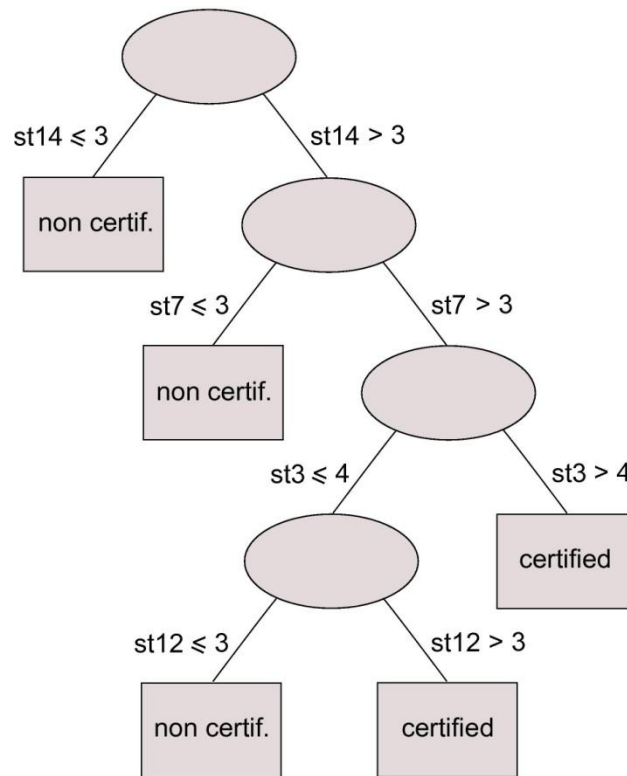 st14 ⩽ 3
st14 > 3
non certif.
st7 ⩽ 3
st7 > 3
non certif.
st3 ⩽ 4
st3 > 4
certified
st12 ⩽ 3
st12 > 3
non certif.
certified